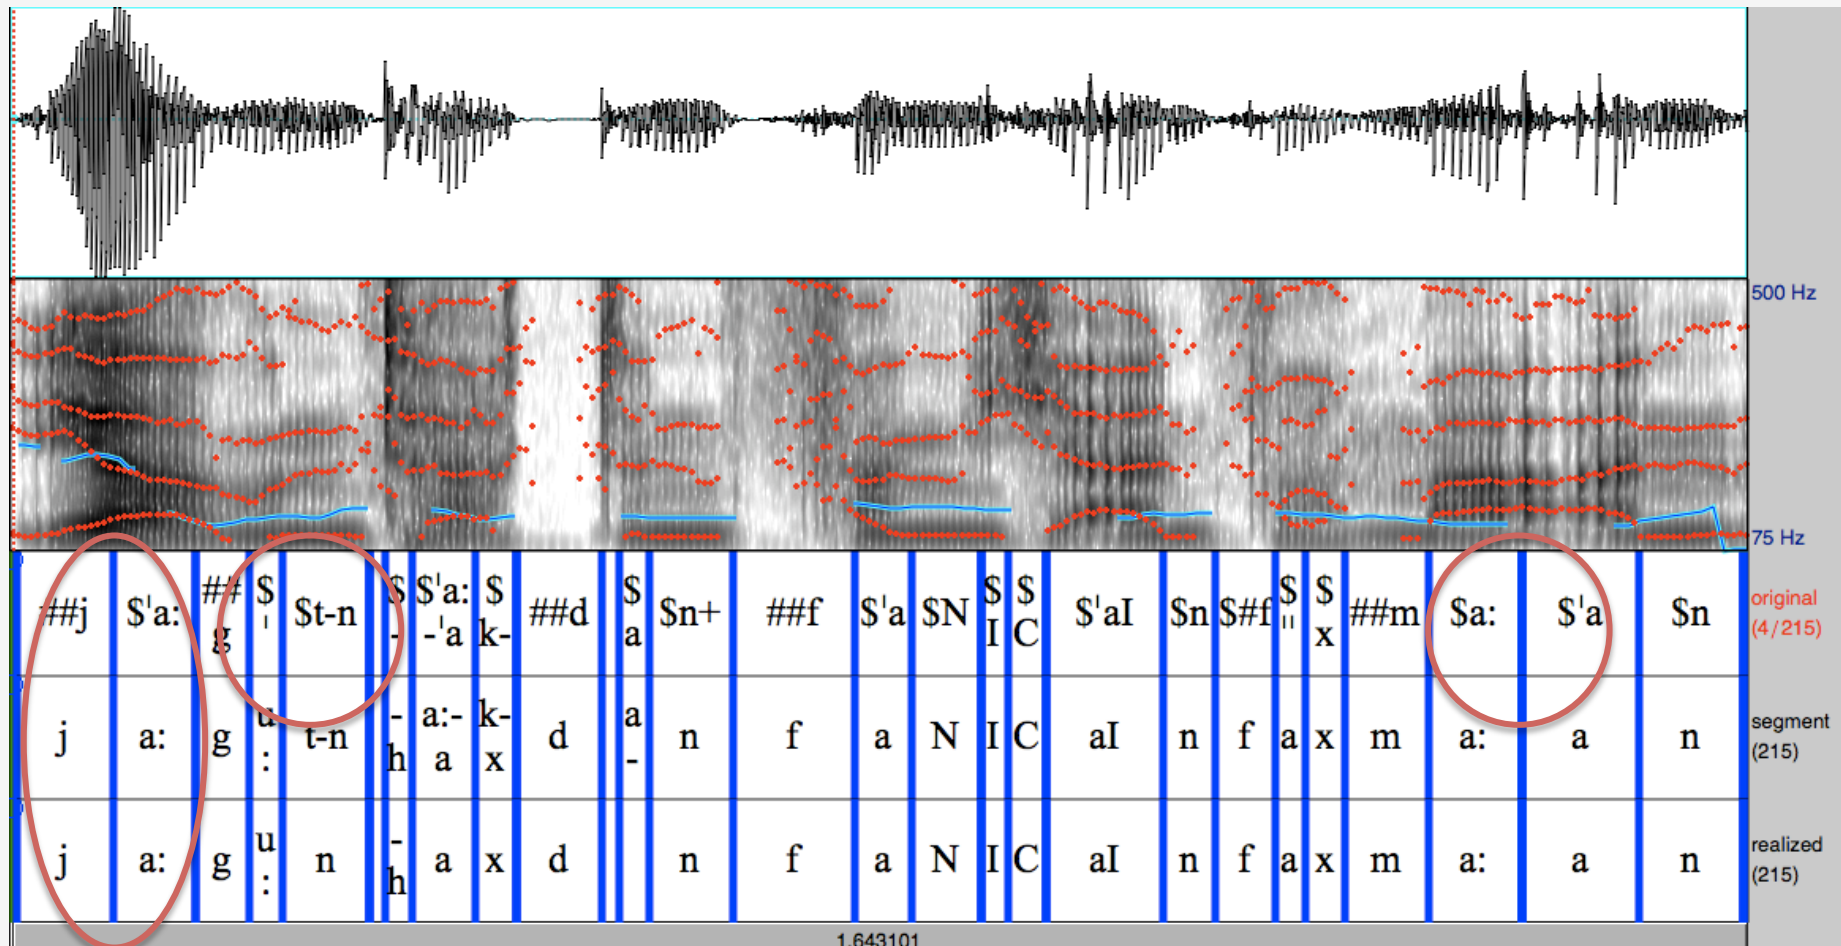 500 Hz
75 Hz
##j $'a: ## g $ ' $t-n $ - $'a: -'a $ k- ##d $ a $n+ ##f $'a $N $ I $ C $'aI $n $#f $ " $ x ##m $a: $'a $n
original
(4/215)
j a: g u : t-n - h a:- a k- x d a - n f a N I C aI n f a x m a: a n
segment
(215)
j a: g u : n - h a x d n f a N I C aI n f a x m a: a n
realized
(215)
1.643101